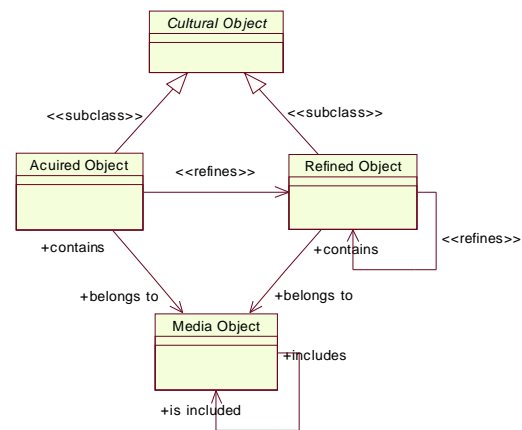 Cultural Object
<<subclass>>
<<subclass>>
Acuired Object
<<refines>>
Refined Object
+contains
+contains
<<refines>>
+belongs to
+belongs to
Media Object
+includes
+is included